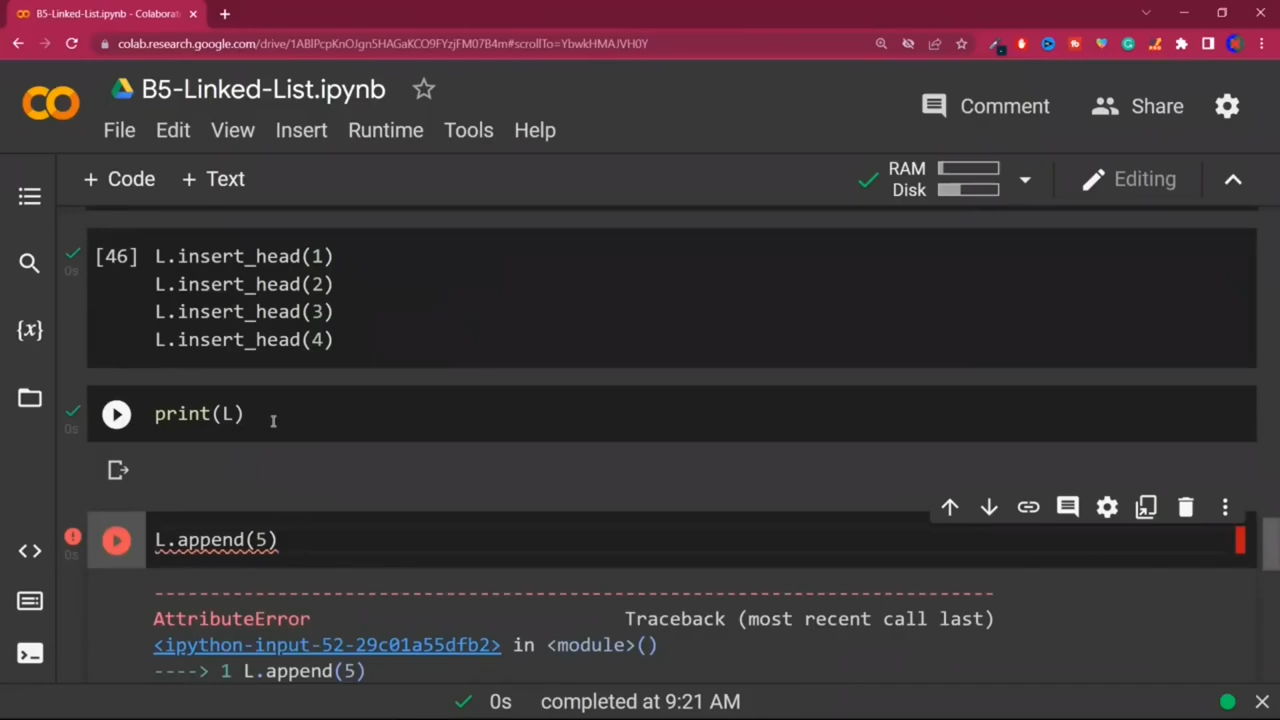 B5-Linked-List.ipynb - Colaborat
colab.research.google.com/drive/1ABlPcpKnOJgn5HAGaKCO9FYzjFM07B4m#scrollTo=YbwkHMAJVH0Y
B5-Linked-List.ipynb
Comment
Share
File Edit View Insert Runtime Tools Help
+ Code + Text
RAM
Disk
Editing
[46] L.insert_head(1)
L.insert_head(2)
L.insert_head(3)
L.insert_head(4)
0s
{x}
print(L)
0s
L.append(5)
0s
---------------------------------------------------------------------------
AttributeError Traceback (most recent call last)
<ipython-input-52-29c01a55dfb2> in <module>()
----> 1 L.append(5)
0s completed at 9:21 AM